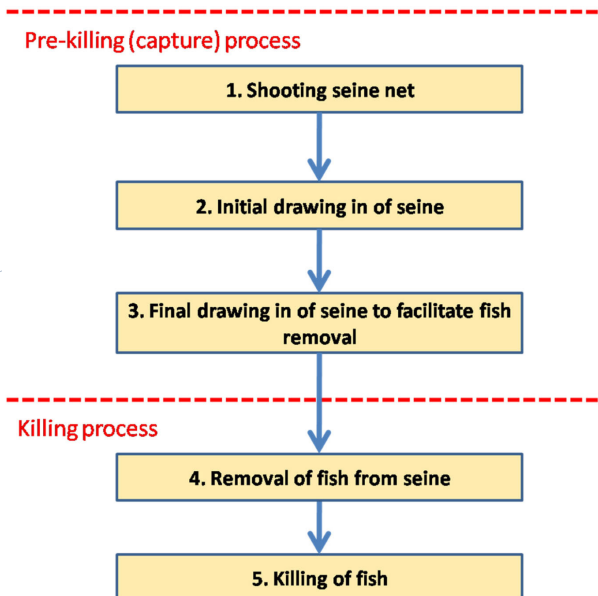 Pre-killing (capture) process
1. Shooting seine net
2. Initial drawing in of seine
3. Final drawing in of seine to facilitate fish
removal
Killing process
4. Removal of fish from seine
5. Killing of fish